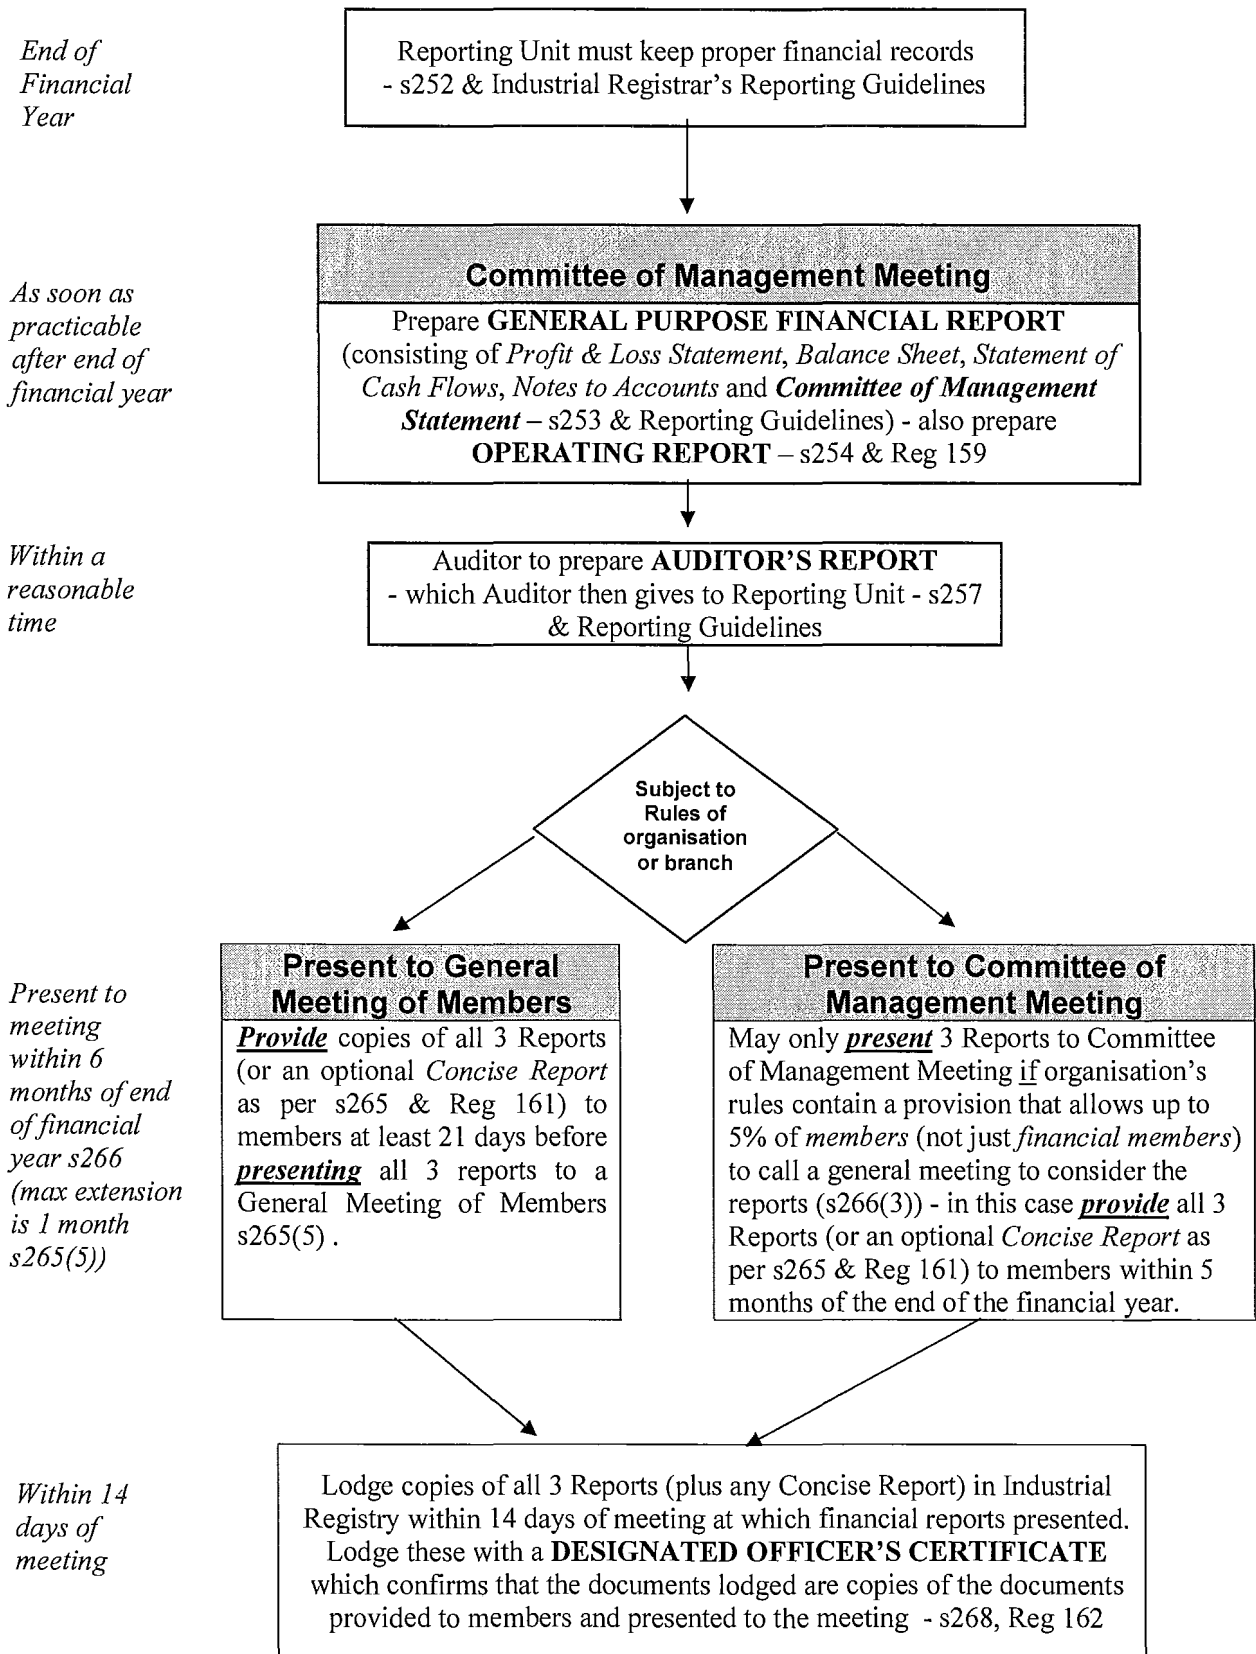 End of
Financial
Year
Reporting Unit must keep proper financial records
- s252 & Industrial Registrar's Reporting Guidelines
As soon as
practicable
after end of
financial year
Committee of Management Meeting
Prepare GENERAL PURPOSE FINANCIAL REPORT
(consisting of Profit & Loss Statement, Balance Sheet, Statement of
Cash Flows, Notes to Accounts and Committee of Management
Statement – s253 & Reporting Guidelines) - also prepare
OPERATING REPORT – s254 & Reg 159
Within a
reasonable
time
Auditor to prepare AUDITOR'S REPORT
- which Auditor then gives to Reporting Unit - s257
& Reporting Guidelines
Subject to
Rules of
organisation
or branch
Present to
meeting
within 6
months of end
of financial
year s266
(max extension
is 1 month
s265(5))
Present to General
Meeting of Members
Provide copies of all 3 Reports
(or an optional Concise Report
as per s265 & Reg 161) to
members at least 21 days before
presenting all 3 reports to a
General Meeting of Members
s265(5) .
Present to Committee of
Management Meeting
May only present 3 Reports to Committee
of Management Meeting if organisation's
rules contain a provision that allows up to
5% of members (not just financial members)
to call a general meeting to consider the
reports (s266(3)) - in this case provide all 3
Reports (or an optional Concise Report as
per s265 & Reg 161) to members within 5
months of the end of the financial year.
Within 14
days of
meeting
Lodge copies of all 3 Reports (plus any Concise Report) in Industrial
Registry within 14 days of meeting at which financial reports presented.
Lodge these with a DESIGNATED OFFICER'S CERTIFICATE
which confirms that the documents lodged are copies of the documents
provided to members and presented to the meeting - s268, Reg 162